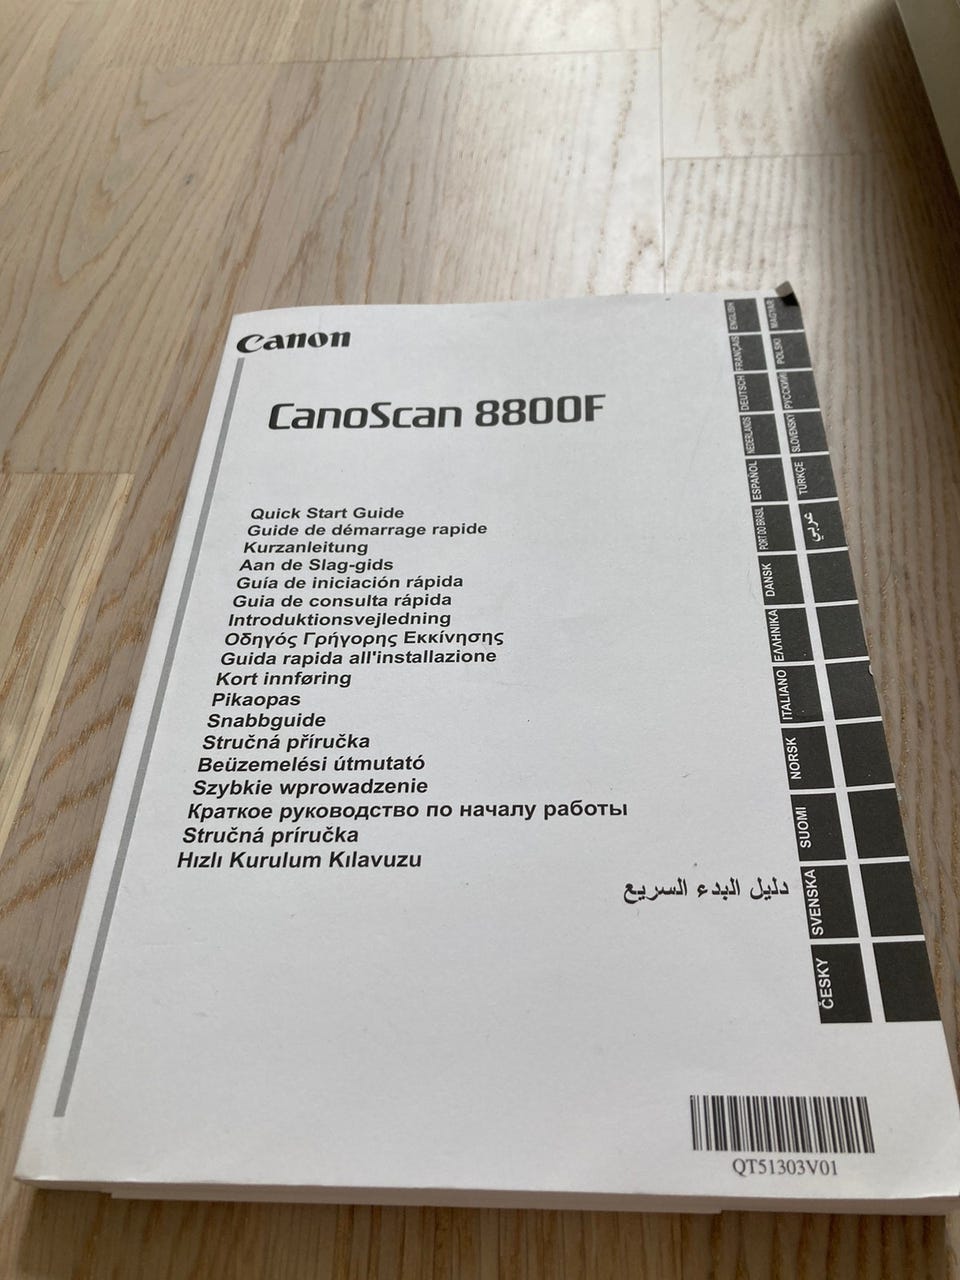 Canon
CanoScan 8800F
Quick Start Guide
Guide de démarrage rapide
Kurzanleitung
Aan de Slag-gids
Guía de iniciación rápida
Guia de consulta rápida
Introduktionsvejledning
Οδηγός Γρήγορης Εκκίνησης
Guida rapida all'installazione
Kort innføring
Pikaopas
Snabbguide
Stručná příručka
Beüzemelési útmutató
Szybkie wprowadzenie
Краткое руководство по началу работы
Stručná príručka
Hızlı Kurulum Kılavuzu
دليل البدء السريع
ENGLISH
FRANÇAIS
DEUTSCH
NEDERLANDS
ESPAÑOL
PORT DO BRASIL
DANSK
ΕΛΛΗΝΙΚΑ
ITALIANO
NORSK
SUOMI
SVENSKA
ČESKY
MAGYAR
POLSKI
РУССКИЙ
SLOVENSKY
TÜRKÇE
عربي
QT51303V01